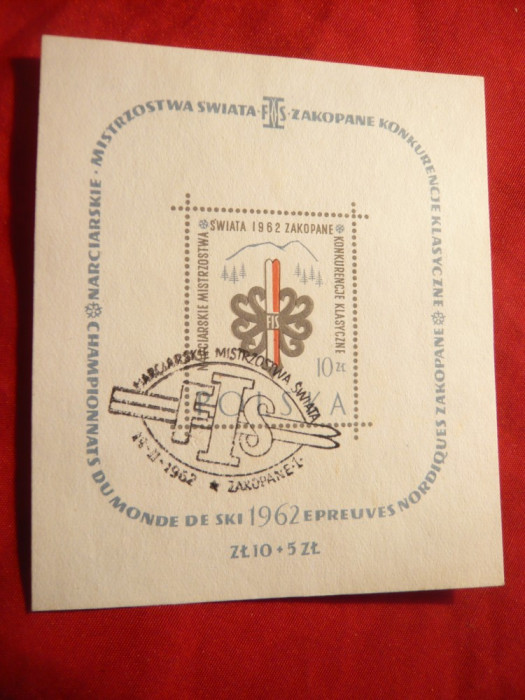 NARCIARSKIE · MISTRZOSTWA ŚWIATA · FIS · ZAKOPANE KONKURENCJE KLASYCZNE
CHAMPIONNATS DU MONDE DE SKI 1962 EPREUVES NORDIQUES ZAKOPANE
NARCIARSKIE MISTRZOSTWA
ŚWIATA 1962 ZAKOPANE
KONKURENCJE KLASYCZNE
FIS
10 ZŁ
POLSKA
NARCIARSKIE MISTRZOSTWA ŚWIATA
FIS
-II-1962 ZAKOPANE-1-
ZŁ 10 + 5 ZŁ